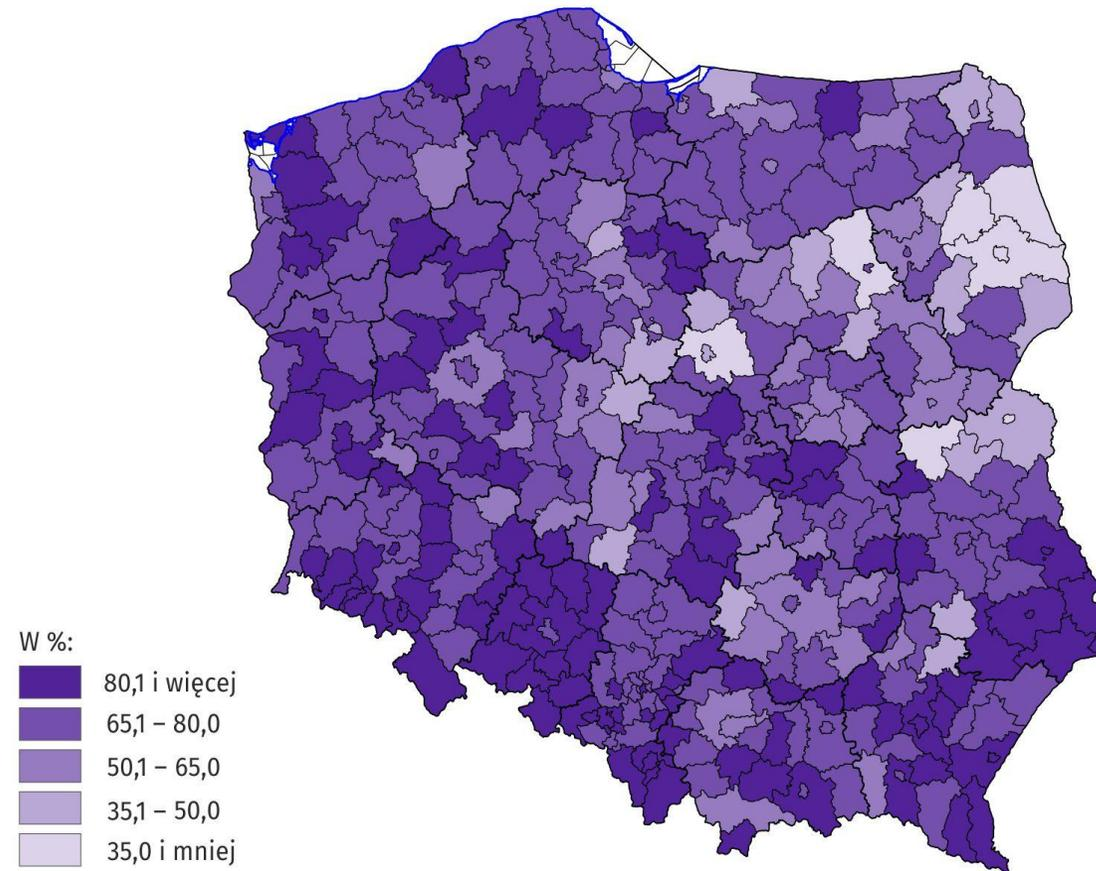 W %:
80,1 i więcej
65,1 – 80,0
50,1 – 65,0
35,1 – 50,0
35,0 i mniej